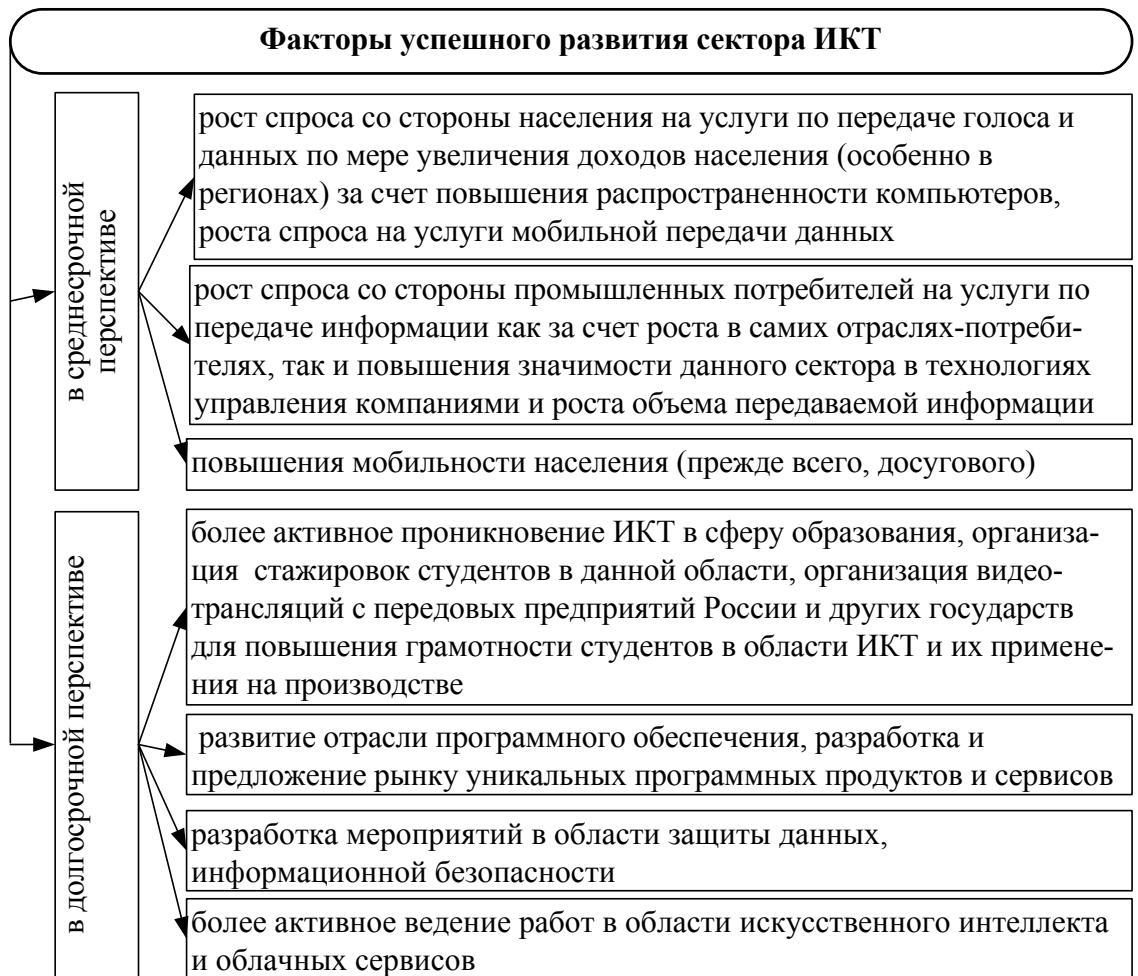 Факторы успешного развития сектора ИКТ
в среднесрочной
перспективе
рост спроса со стороны населения на услуги по передаче голоса и
данных по мере увеличения доходов населения (особенно в
регионах) за счет повышения распространенности компьютеров,
роста спроса на услуги мобильной передачи данных
рост спроса со стороны промышленных потребителей на услуги по
передаче информации как за счет роста в самих отраслях-потреби-
телях, так и повышения значимости данного сектора в технологиях
управления компаниями и роста объема передаваемой информации
повышения мобильности населения (прежде всего, досугового)
в долгосрочной перспективе
более активное проникновение ИКТ в сферу образования, организа-
ция стажировок студентов в данной области, организация видео-
трансляций с передовых предприятий России и других государств
для повышения грамотности студентов в области ИКТ и их примене-
ния на производстве
развитие отрасли программного обеспечения, разработка и
предложение рынку уникальных программных продуктов и сервисов
разработка мероприятий в области защиты данных,
информационной безопасности
более активное ведение работ в области искусственного интеллекта
и облачных сервисов